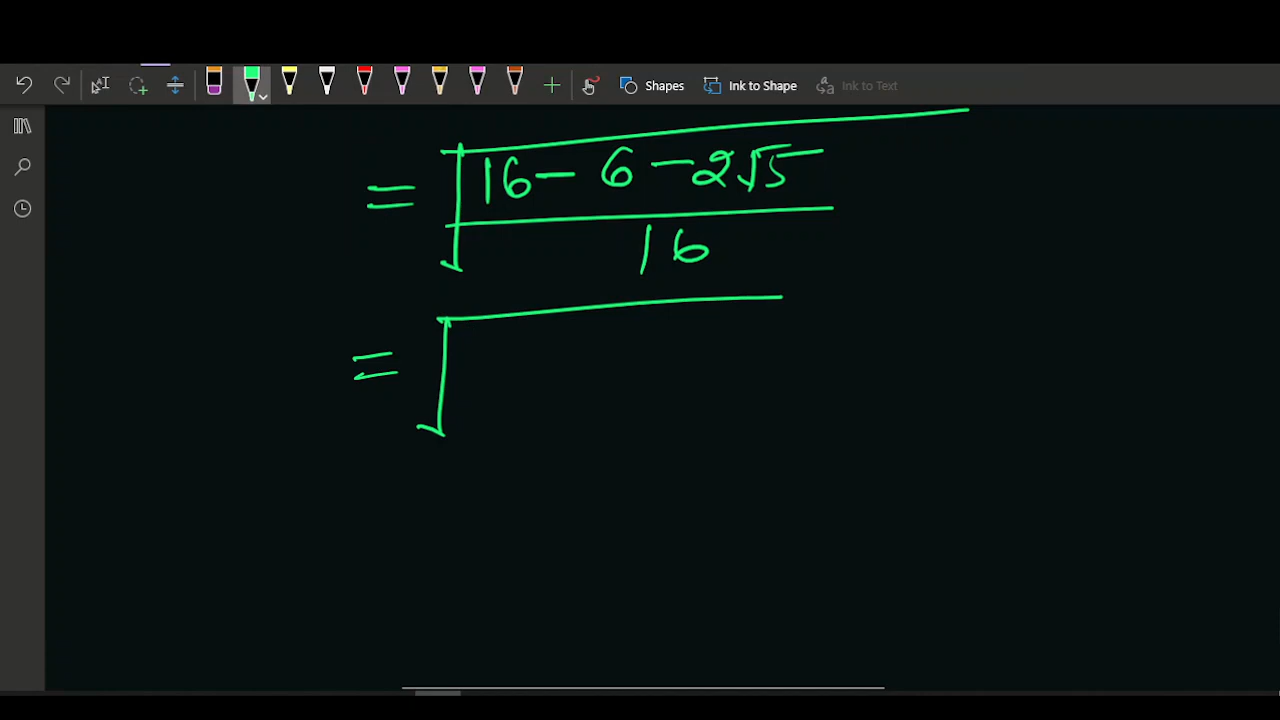 Shapes Ink to Shape Ink to Text
= √(16 - 6 - 2√5 / 16)
= √